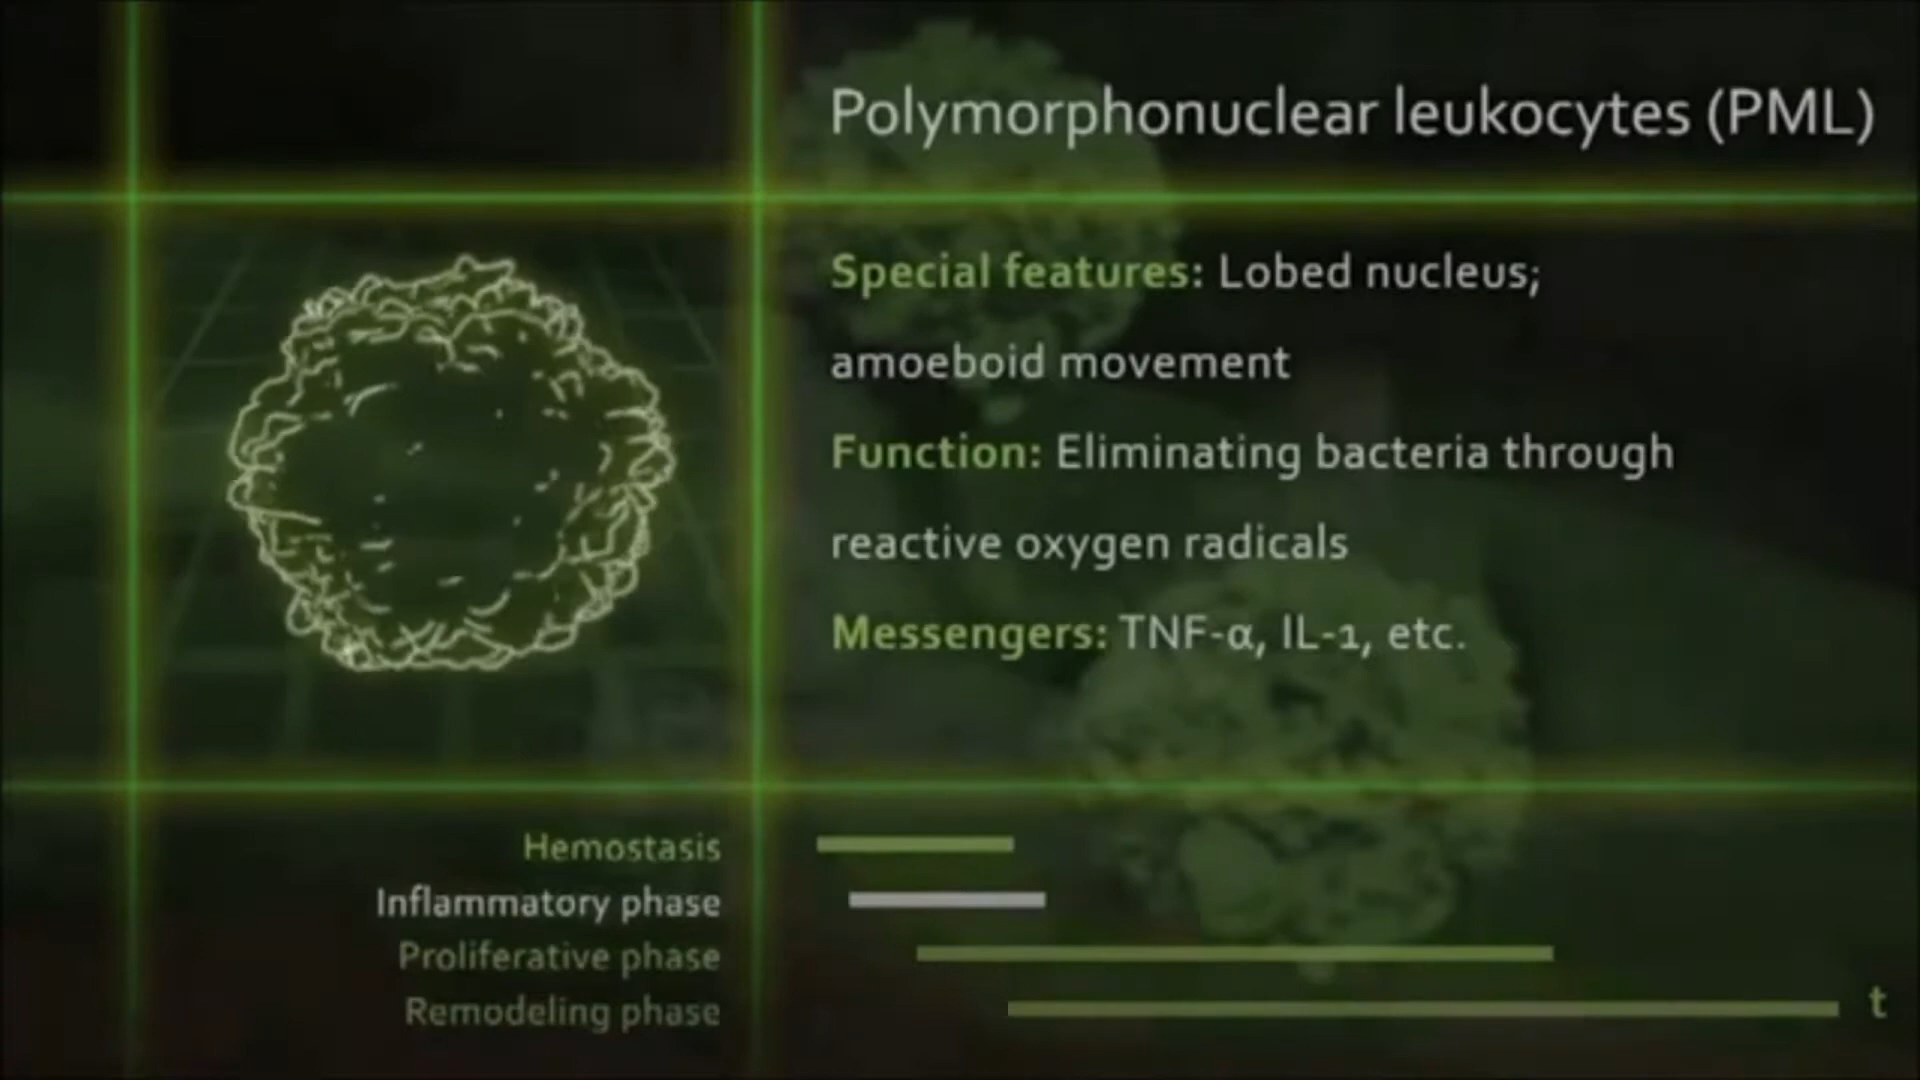 Polymorphonuclear leukocytes (PML)
Special features: Lobed nucleus;
amoeboid movement
Function: Eliminating bacteria through
reactive oxygen radicals
Messengers: TNF-α, IL-1, etc.
Hemostasis
Inflammatory phase
Proliferative phase
Remodeling phase
t